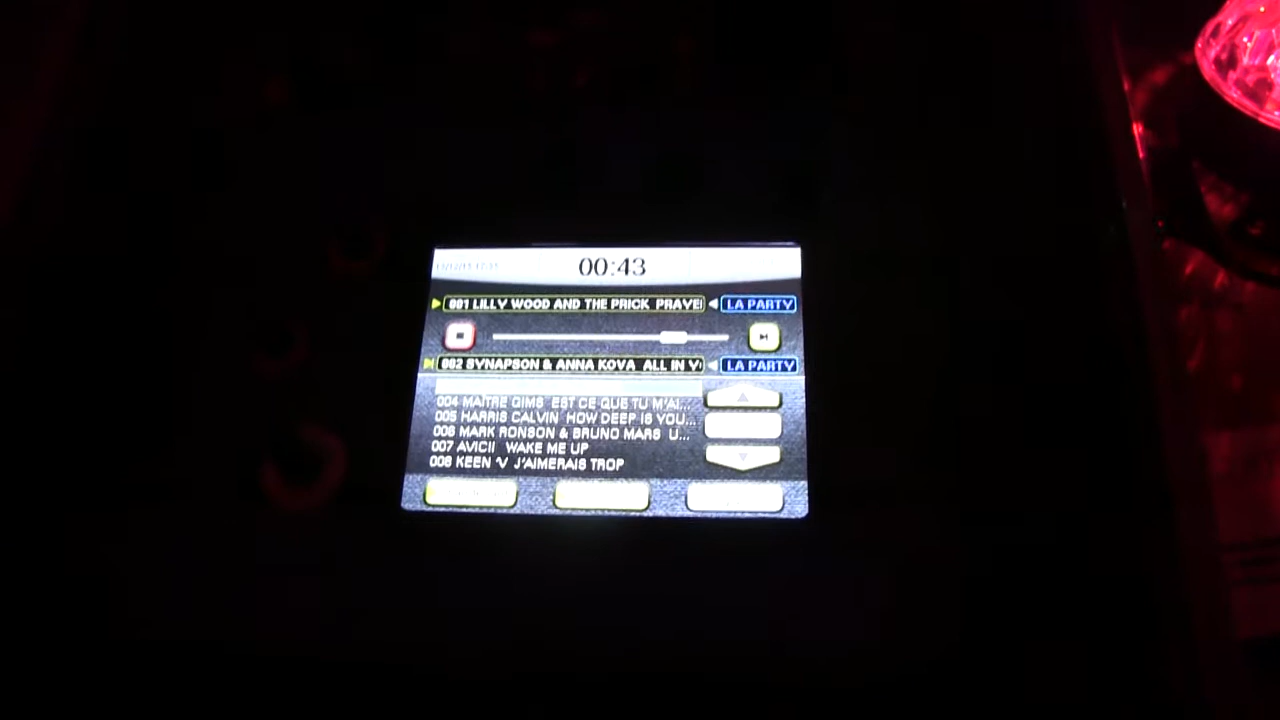 00:43
001 LILLY WOOD AND THE PRICK PRAYE
LA PARTY
002 SYNAPSON & ANNA KOVA ALL IN Y
LA PARTY
004 MAÎTRE GIMS EST CE QUE TU M'AI...
005 HARRIS CALVIN HOW DEEP IS YOU...
006 MARK RONSON & BRUNO MARS U...
007 AVICII WAKE ME UP
008 KEEN 'V J'AIMERAIS TROP